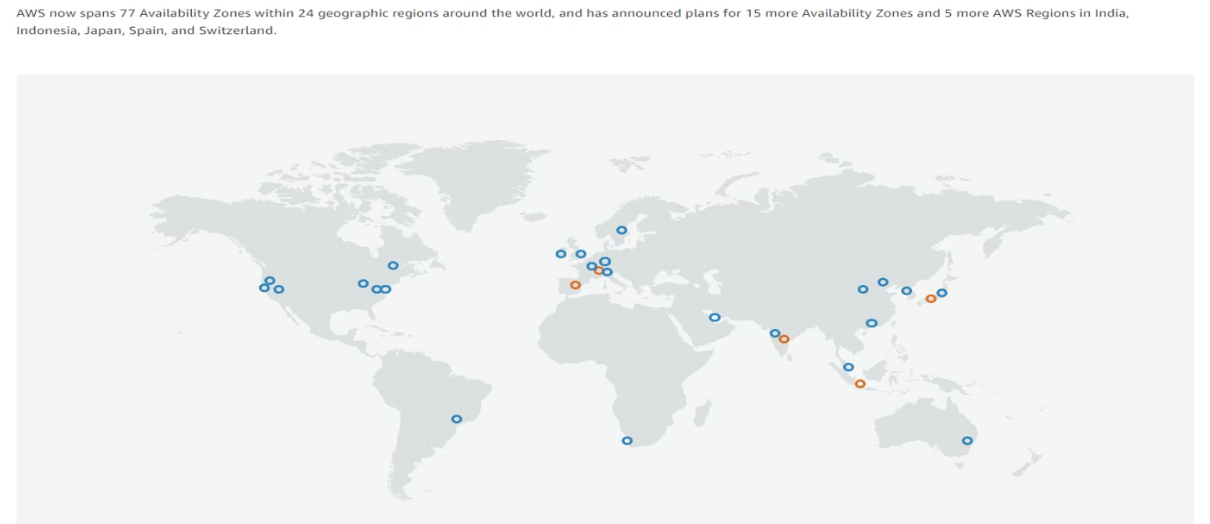 AWS now spans 77 Availability Zones within 24 geographic regions around the world, and has announced plans for 15 more Availability Zones and 5 more AWS Regions in India,
Indonesia, Japan, Spain, and Switzerland.